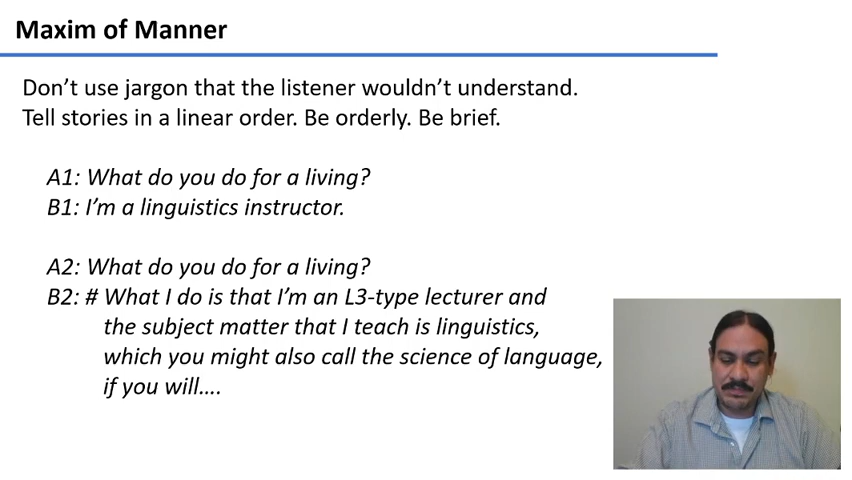 Maxim of Manner
Don't use jargon that the listener wouldn't understand.
Tell stories in a linear order. Be orderly. Be brief.
A1: What do you do for a living?
B1: I'm a linguistics instructor.
A2: What do you do for a living?
B2: # What I do is that I'm an L3-type lecturer and
the subject matter that I teach is linguistics,
which you might also call the science of language,
if you will....